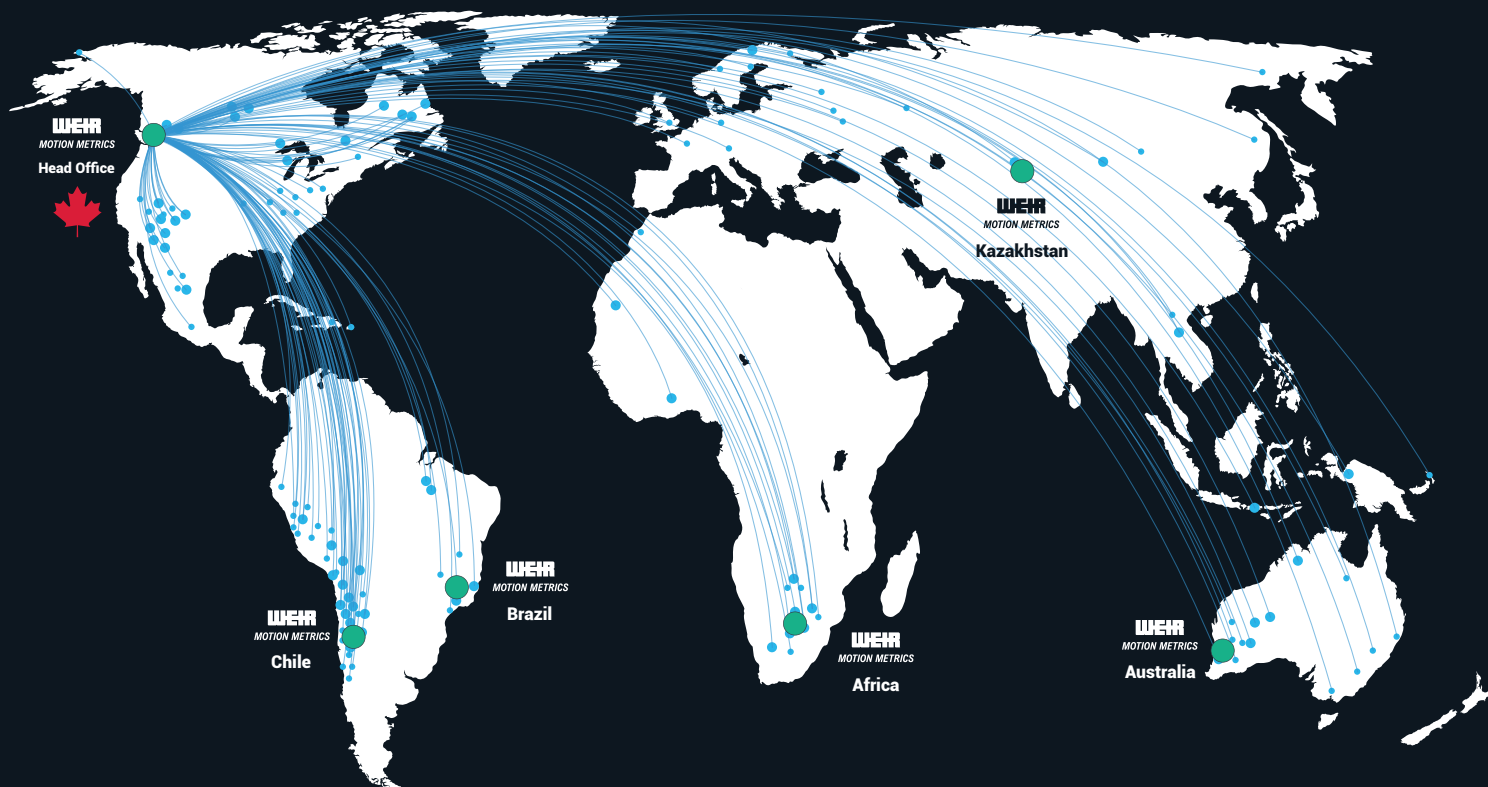 WEIR
MOTION METRICS
Head Office
WEIR
MOTION METRICS
Kazakhstan
WEIR
MOTION METRICS
Brazil
WEIR
MOTION METRICS
Chile
WEIR
MOTION METRICS
Africa
WEIR
MOTION METRICS
Australia